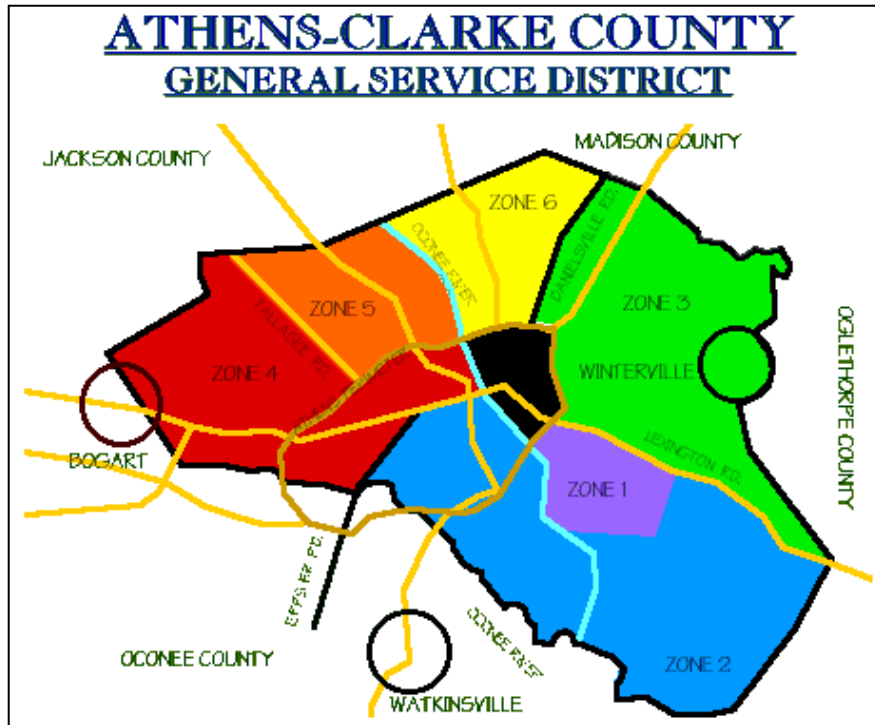 ATHENS-CLARKE COUNTY
GENERAL SERVICE DISTRICT
MADISON COUNTY
JACKSON COUNTY
ZONE 6
DANIELSVILLE RD.
OCONEE RIVER
ZONE 3
ZONE 5
TALLASEE RD.
OGLETHORPE COUNTY
ZONE 4
WINTERVILLE
LEXINGTON RD.
BOGART
ZONE 1
EPPS BR RD.
OCONEE RIVER
OCONEE COUNTY
ZONE 2
WATKINSVILLE